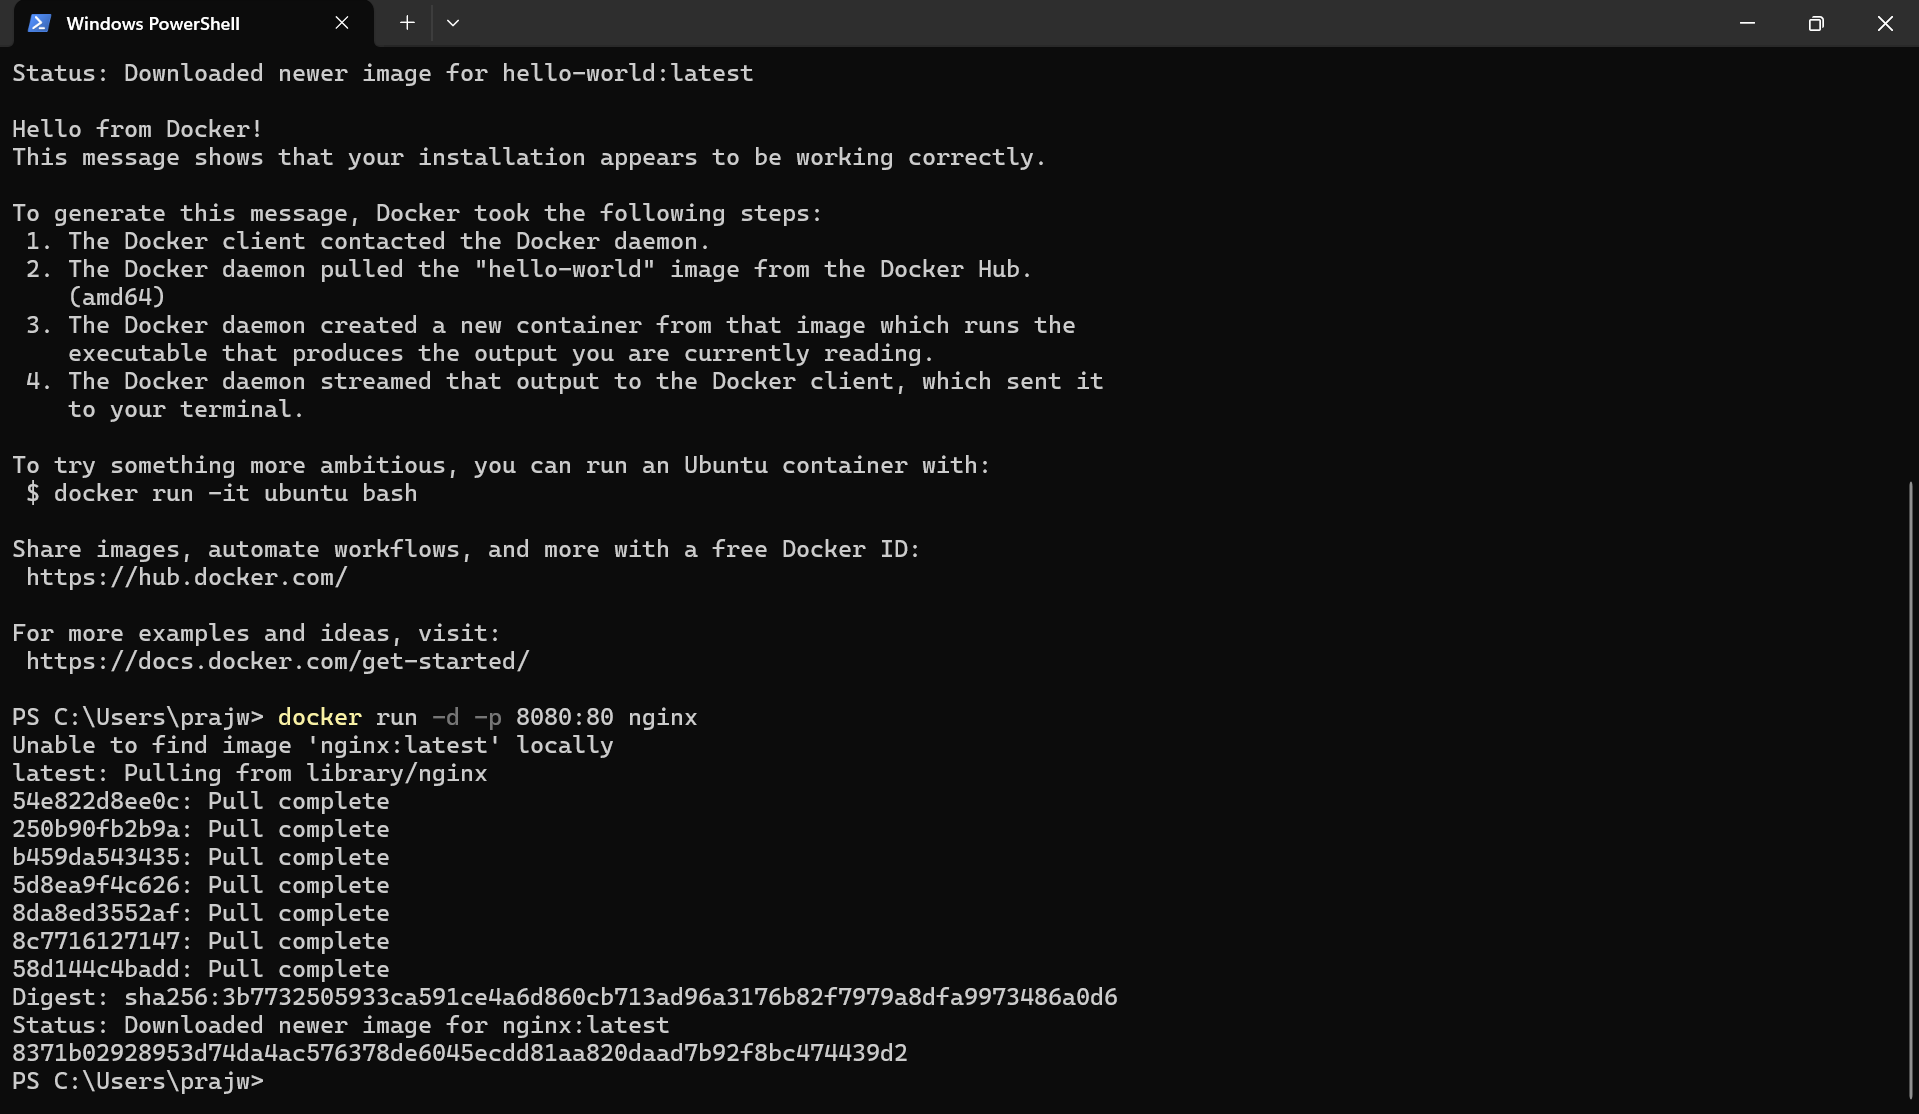 Windows PowerShell
Status: Downloaded newer image for hello-world:latest
Hello from Docker!
This message shows that your installation appears to be working correctly.
To generate this message, Docker took the following steps:
1. The Docker client contacted the Docker daemon.
2. The Docker daemon pulled the "hello-world" image from the Docker Hub.
(amd64)
3. The Docker daemon created a new container from that image which runs the
executable that produces the output you are currently reading.
4. The Docker daemon streamed that output to the Docker client, which sent it
to your terminal.
To try something more ambitious, you can run an Ubuntu container with:
$ docker run -it ubuntu bash
Share images, automate workflows, and more with a free Docker ID:
https://hub.docker.com/
For more examples and ideas, visit:
https://docs.docker.com/get-started/
PS C:\Users\prajw> docker run -d -p 8080:80 nginx
Unable to find image 'nginx:latest' locally
latest: Pulling from library/nginx
54e822d8ee0c: Pull complete
250b90fb2b9a: Pull complete
b459da543435: Pull complete
5d8ea9f4c626: Pull complete
8da8ed3552af: Pull complete
8c7716127147: Pull complete
58d144c4badd: Pull complete
Digest: sha256:3b7732505933ca591ce4a6d860cb713ad96a3176b82f7979a8dfa9973486a0d6
Status: Downloaded newer image for nginx:latest
8371b02928953d74da4ac576378de6045ecdd81aa820daad7b92f8bc474439d2
PS C:\Users\prajw>